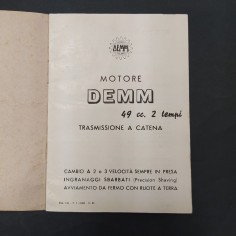 DEMM
MOTORE
DEMM
49 cc. 2 tempi
TRASMISSIONE A CATENA
CAMBIO A 2 e 3 VELOCITÀ SEMPRE IN PRESA
INGRANAGGI SBARBATI (Precision Shaving)
AVVIAMENTO DA FERMO CON RUOTE A TERRA